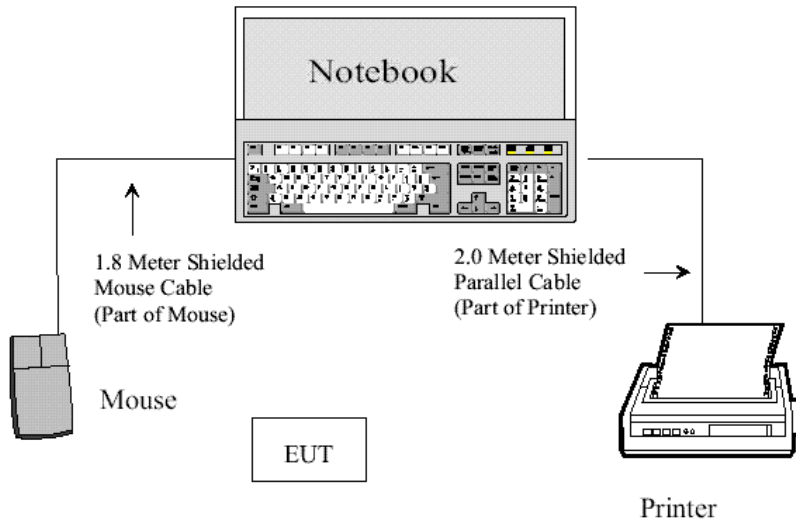 Notebook
1.8 Meter Shielded
Mouse Cable
(Part of Mouse)
2.0 Meter Shielded
Parallel Cable
(Part of Printer)
Mouse
EUT
Printer